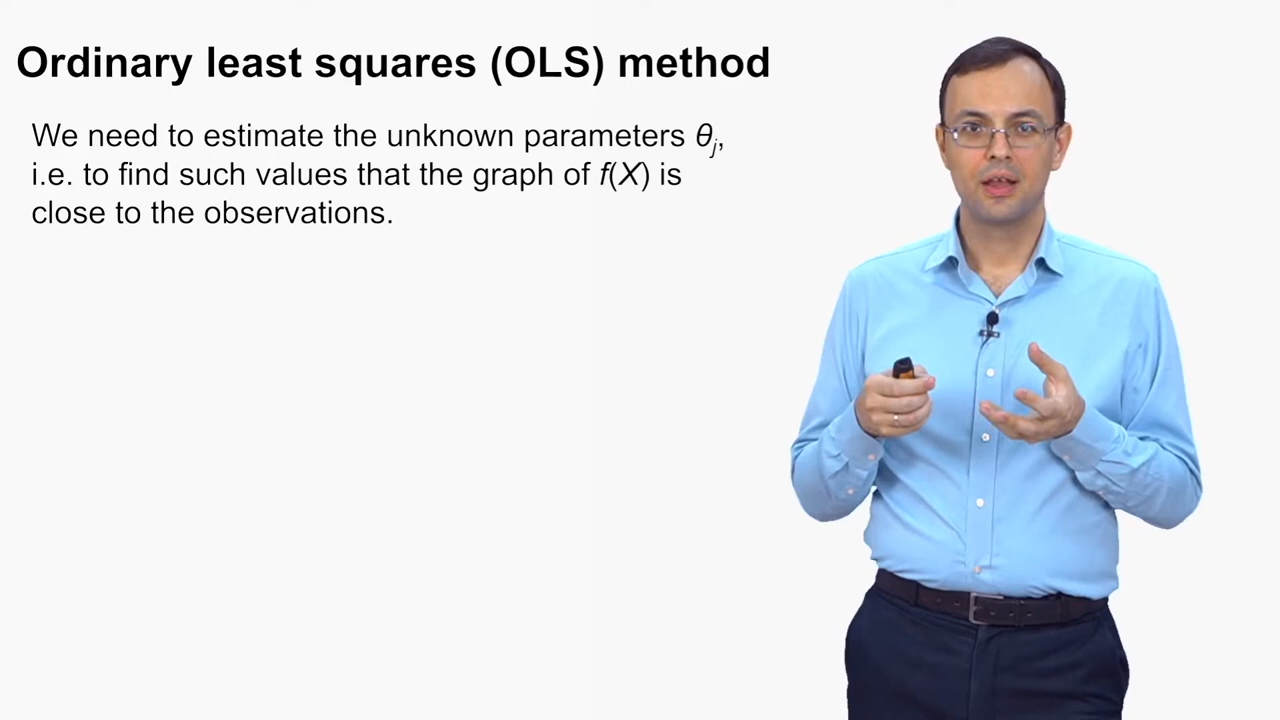 Ordinary least squares (OLS) method
We need to estimate the unknown parameters θj,
i.e. to find such values that the graph of f(X) is
close to the observations.